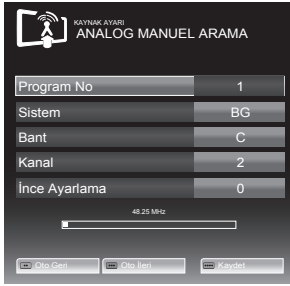 KAYNAK AYARI
ANALOG MANUEL ARAMA
Program No 1
Sistem BG
Bant C
Kanal 2
İnce Ayarlama 0
48.25 MHz
Oto Geri Oto İleri Kaydet